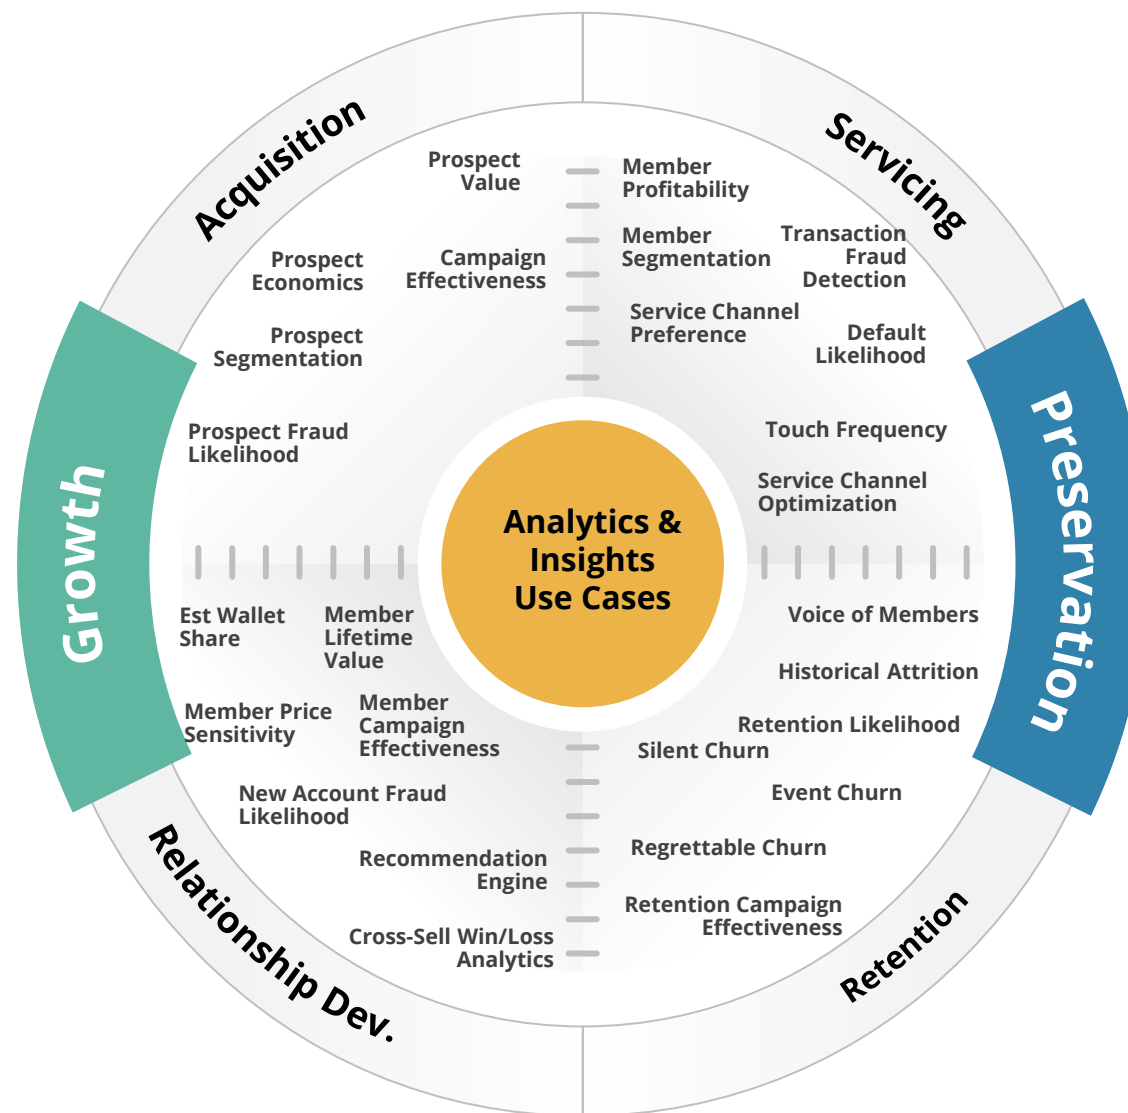 Acquisition
Prospect
Value
Campaign
Effectiveness
Prospect
Economics
Prospect
Segmentation
Prospect Fraud
Likelihood
Servicing
Member
Profitability
Member
Segmentation
Transaction
Fraud
Detection
Service Channel
Preference
Default
Likelihood
Touch Frequency
Service Channel
Optimization
Growth
Analytics &
Insights
Use Cases
Preservation
Est Wallet
Share
Member
Lifetime
Value
Member Price
Sensitivity
Member
Campaign
Effectiveness
New Account Fraud
Likelihood
Recommendation
Engine
Cross-Sell Win/Loss
Analytics
Relationship Dev.
Voice of Members
Historical Attrition
Retention Likelihood
Silent Churn
Event Churn
Regrettable Churn
Retention Campaign
Effectiveness
Retention